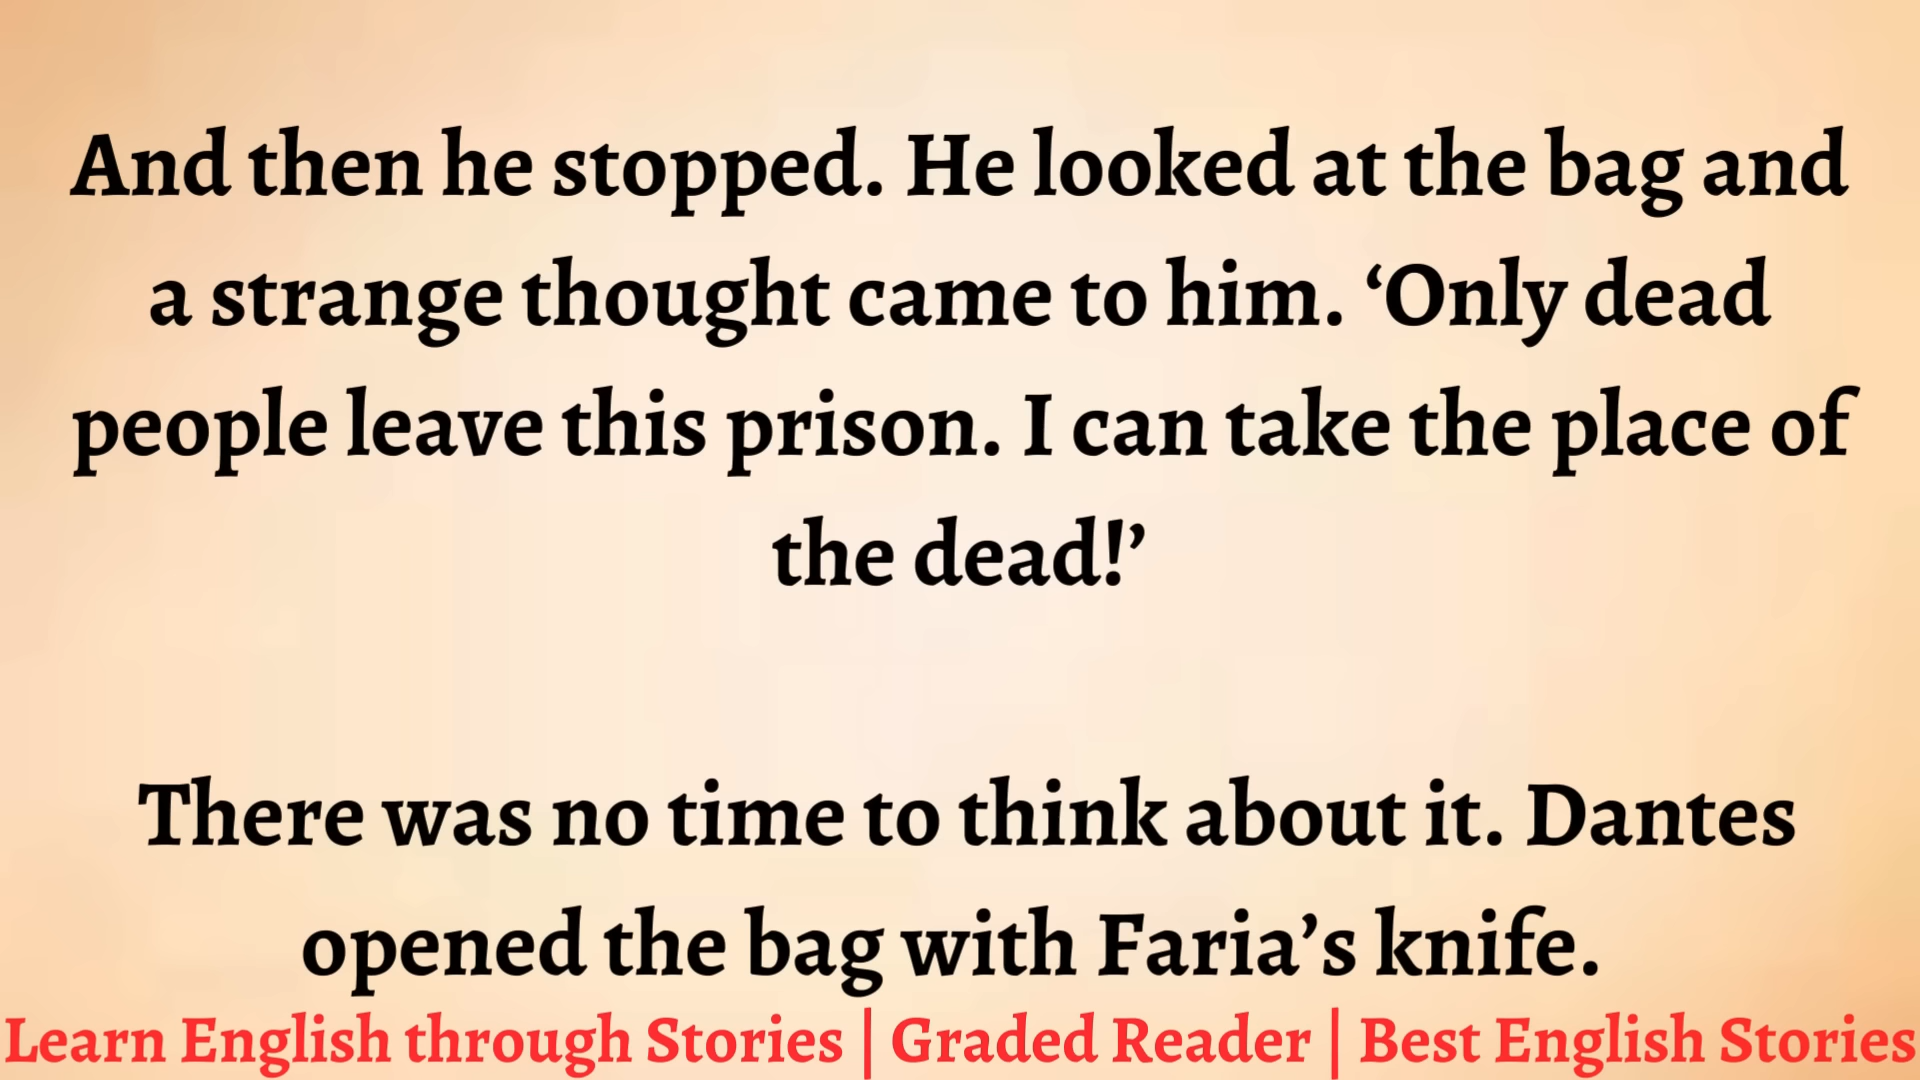 And then he stopped. He looked at the bag and
a strange thought came to him. ‘Only dead
people leave this prison. I can take the place of
the dead!’
There was no time to think about it. Dantes
opened the bag with Faria’s knife.
Learn English through Stories | Graded Reader | Best English Stories